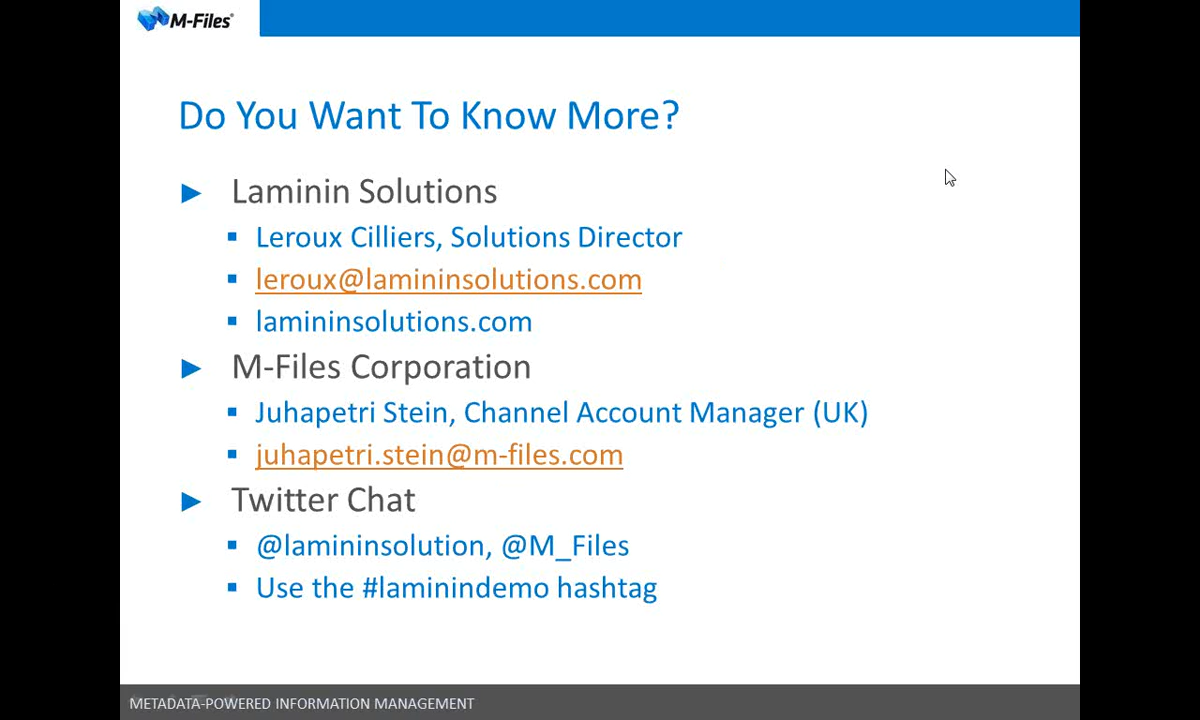 M-Files®
Do You Want To Know More?
Laminin Solutions
Leroux Cilliers, Solutions Director
leroux@lamininsolutions.com
lamininsolutions.com
M-Files Corporation
Juhapetri Stein, Channel Account Manager (UK)
juhapetri.stein@m-files.com
Twitter Chat
@lamininsolution, @M_Files
Use the #laminindemo hashtag
METADATA-POWERED INFORMATION MANAGEMENT